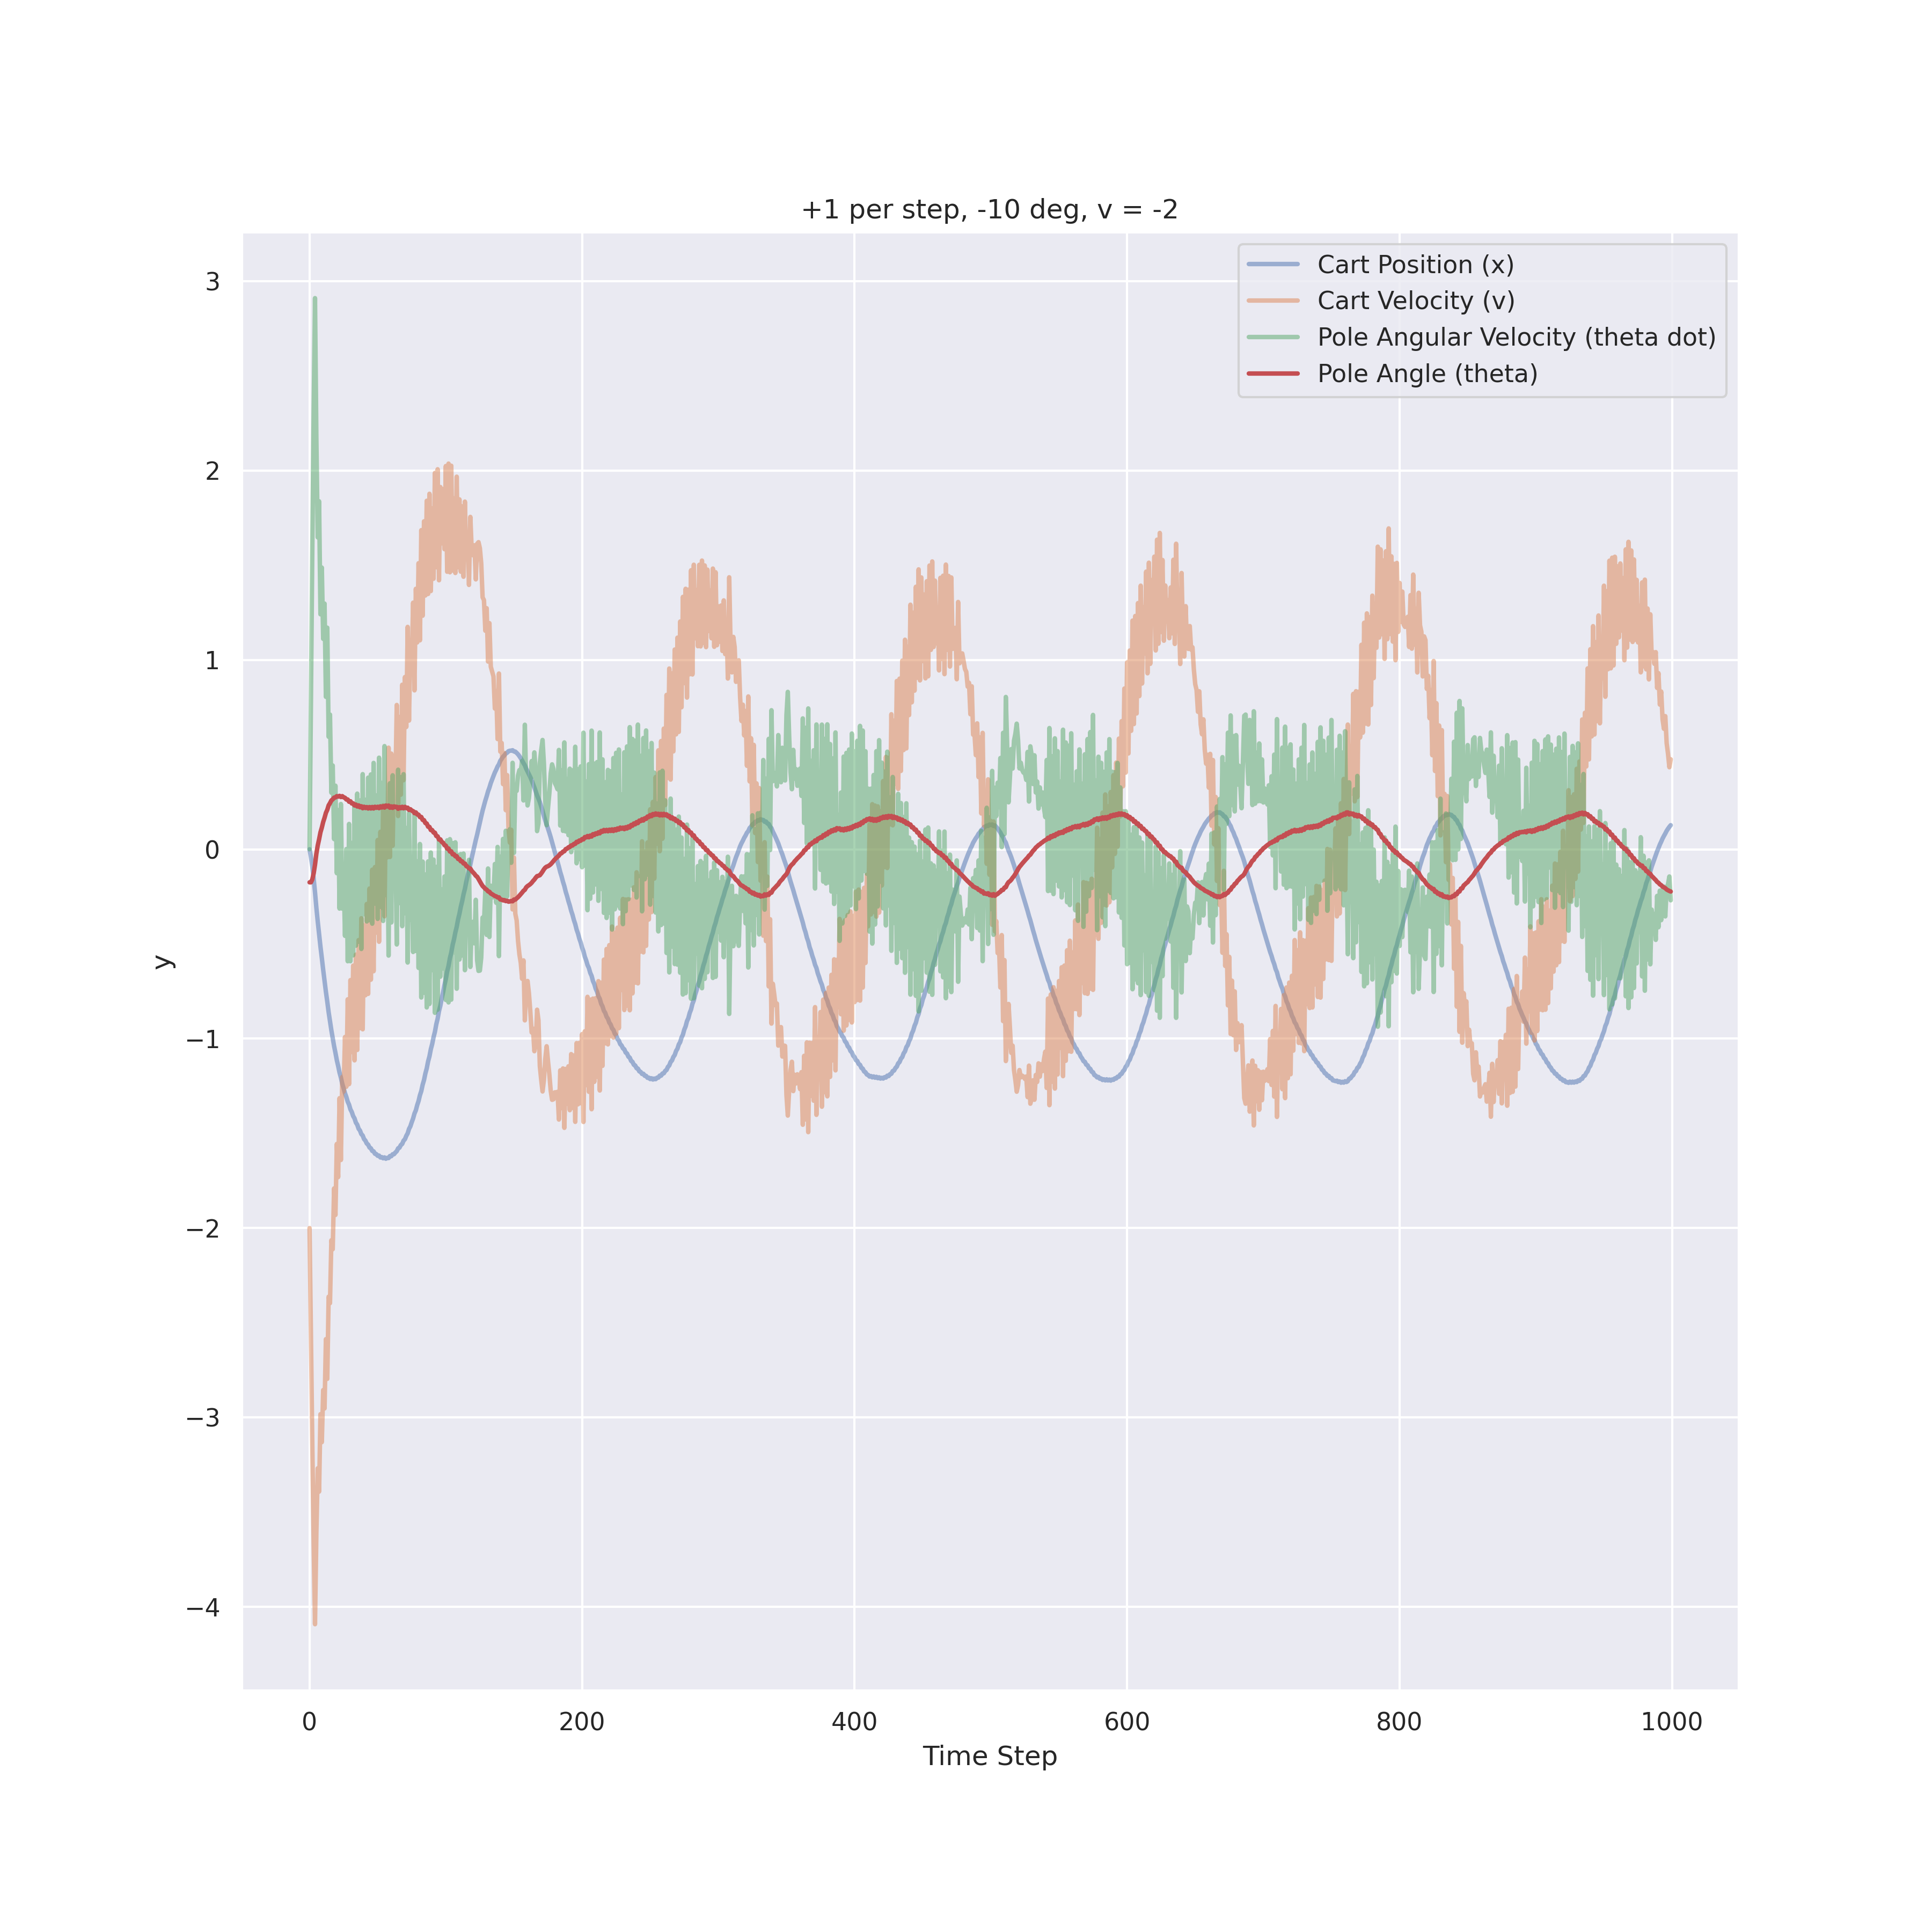 +1 per step, -10 deg, v = -2
Cart Position (x)
Cart Velocity (v)
Pole Angular Velocity (theta dot)
Pole Angle (theta)
3
2
1
0
−1
−2
−3
−4
y
0 200 400 600 800 1000
Time Step